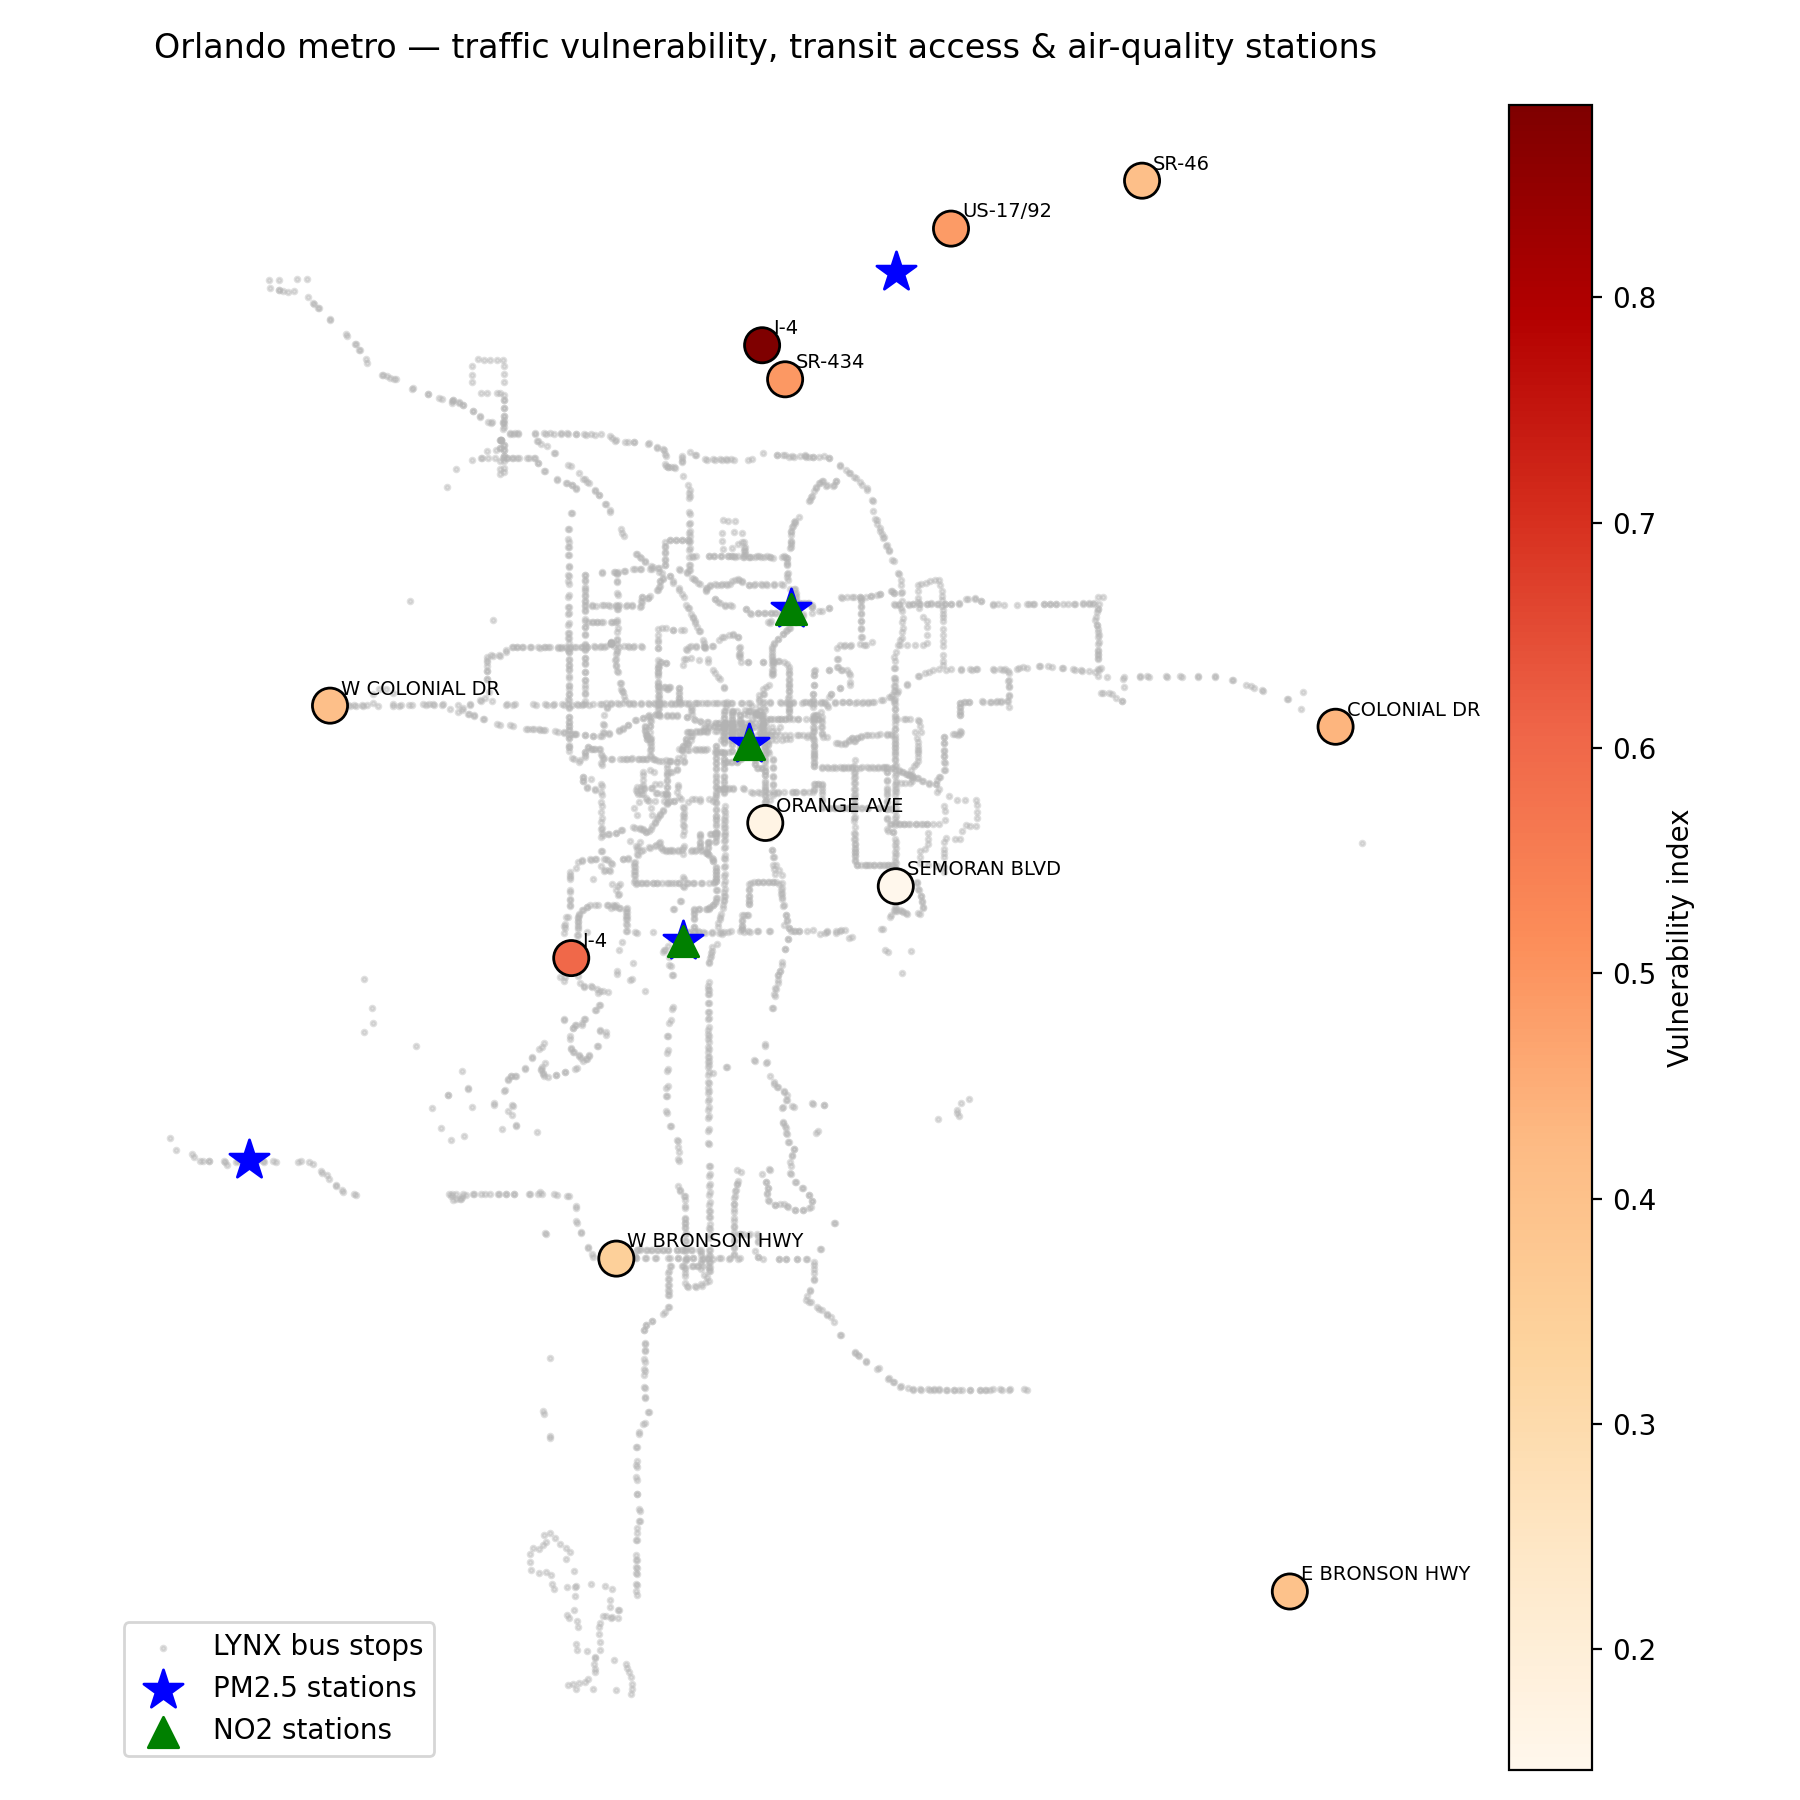 Orlando metro — traffic vulnerability, transit access & air-quality stations
SR-46
US-17/92
I-4
SR-434
W COLONIAL DR
COLONIAL DR
ORANGE AVE
SEMORAN BLVD
I-4
W BRONSON HWY
E BRONSON HWY
LYNX bus stops
PM2.5 stations
NO2 stations
0.8
0.7
0.6
0.5
0.4
0.3
0.2
Vulnerability index